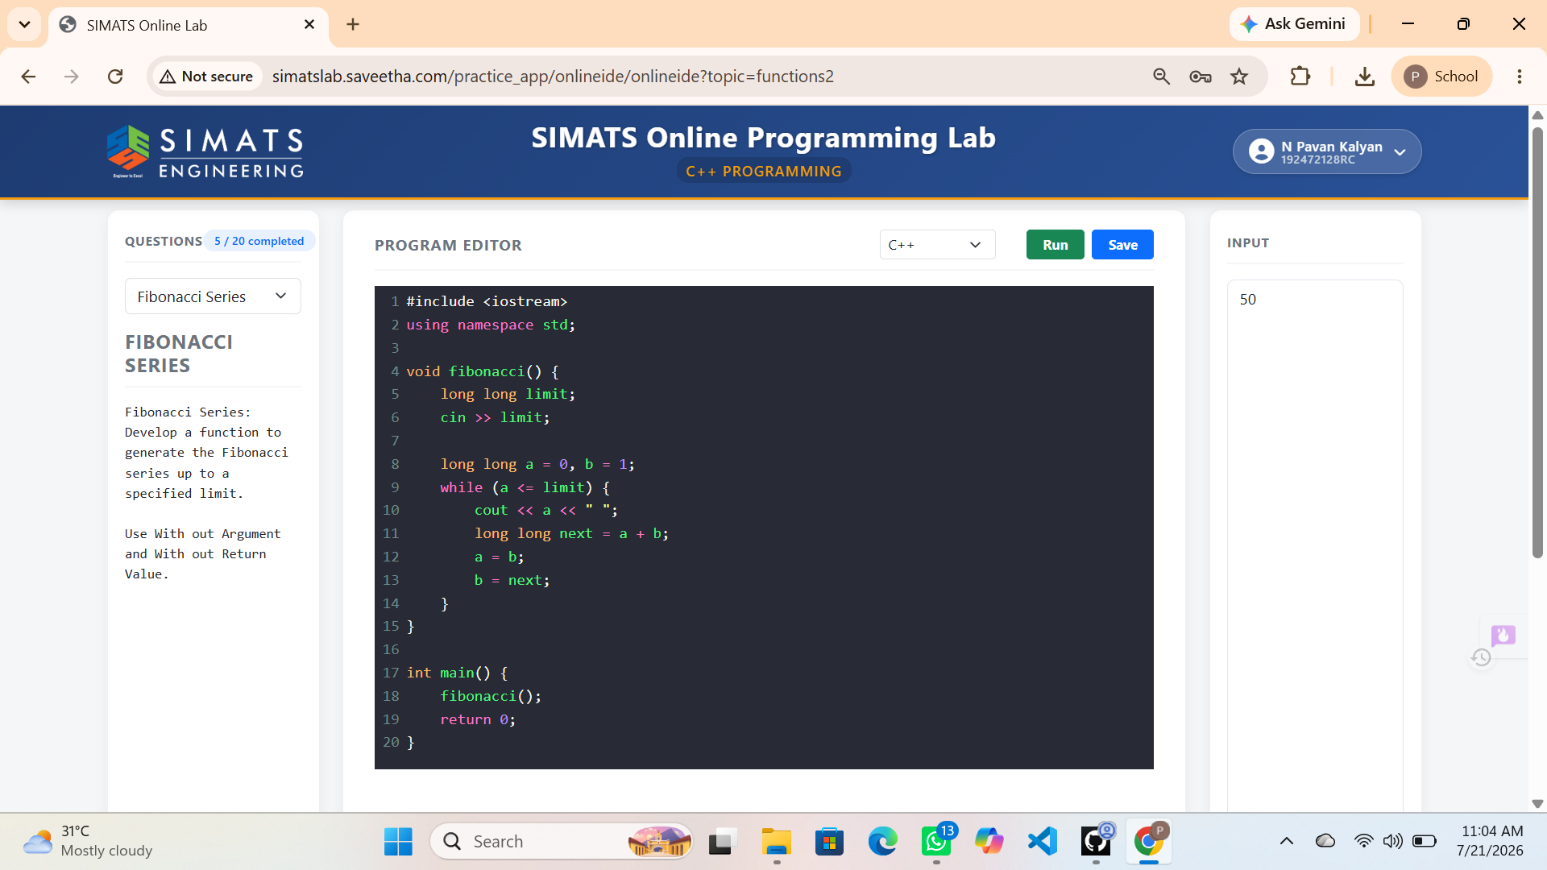 SIMATS Online Lab
Ask Gemini
Not secure
simatslab.saveetha.com/practice_app/onlineide/onlineide?topic=functions2
P
School
SIMATS
ENGINEERING
Engineer to Excel
SIMATS Online Programming Lab
C++ PROGRAMMING
N Pavan Kalyan
192472128RC
QUESTIONS
5 / 20 completed
Fibonacci Series
FIBONACCI
SERIES
Fibonacci Series:
Develop a function to
generate the Fibonacci
series up to a
specified limit.
Use With out Argument
and With out Return
Value.
PROGRAM EDITOR
C++
Run
Save
1 #include <iostream>
2 using namespace std;
3
4 void fibonacci() {
5     long long limit;
6     cin >> limit;
7
8     long long a = 0, b = 1;
9     while (a <= limit) {
10         cout << a << " ";
11         long long next = a + b;
12         a = b;
13         b = next;
14     }
15 }
16
17 int main() {
18     fibonacci();
19     return 0;
20 }
INPUT
50
31°C
Mostly cloudy
Search
13
P
11:04 AM
7/21/2026